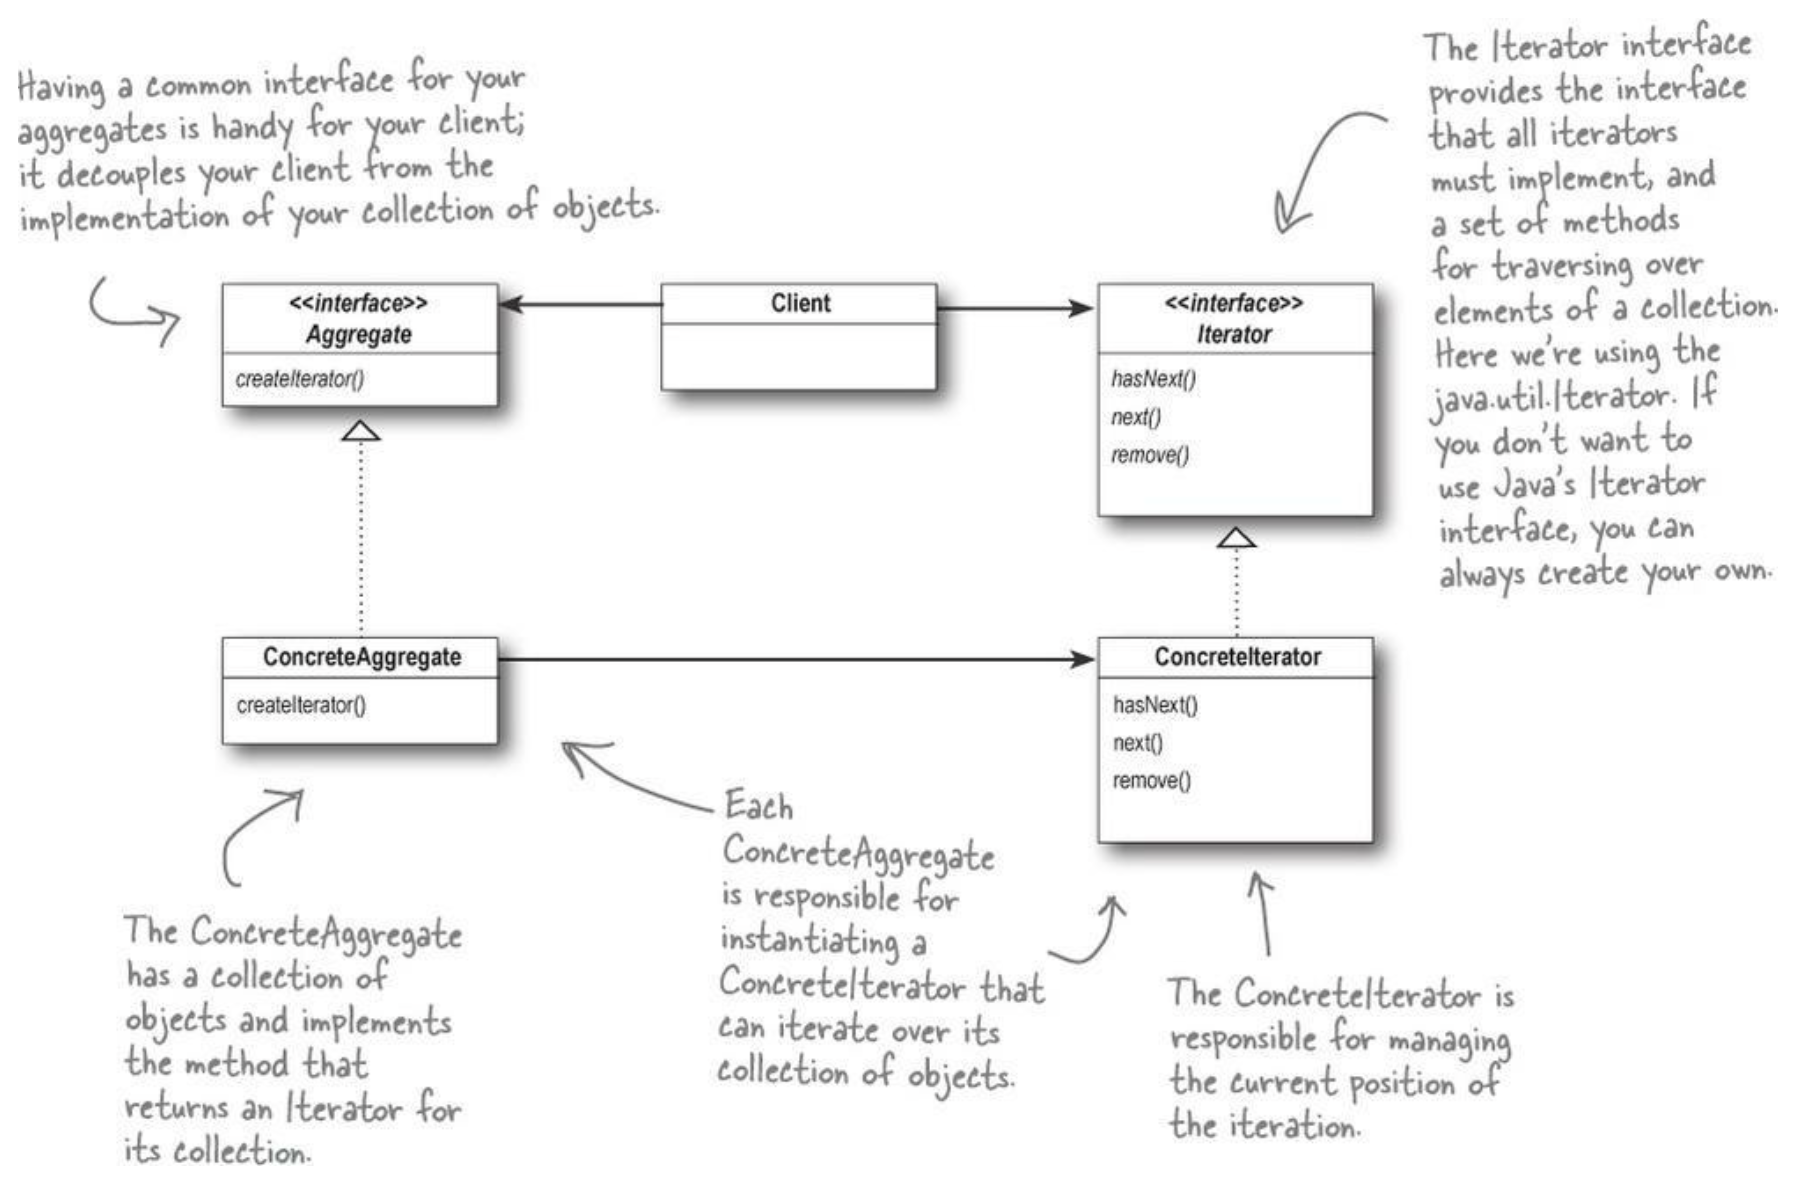 Having a common interface for your
aggregates is handy for your client;
it decouples your client from the
implementation of your collection of objects.
The Iterator interface
provides the interface
that all iterators
must implement, and
a set of methods
for traversing over
elements of a collection.
Here we're using the
java.util.Iterator. If
you don't want to
use Java's Iterator
interface, you can
always create your own.
<<interface>>
Aggregate
createIterator()
Client
<<interface>>
Iterator
hasNext()
next()
remove()
ConcreteAggregate
createIterator()
ConcreteIterator
hasNext()
next()
remove()
The ConcreteAggregate
has a collection of
objects and implements
the method that
returns an Iterator for
its collection.
Each
ConcreteAggregate
is responsible for
instantiating a
ConcreteIterator that
can iterate over its
collection of objects.
The ConcreteIterator is
responsible for managing
the current position of
the iteration.